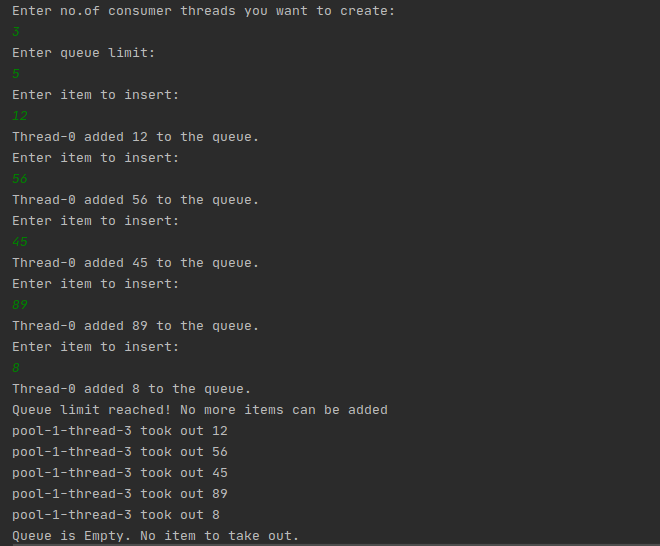 Enter no.of consumer threads you want to create:
3
Enter queue limit:
5
Enter item to insert:
12
Thread-0 added 12 to the queue.
Enter item to insert:
56
Thread-0 added 56 to the queue.
Enter item to insert:
45
Thread-0 added 45 to the queue.
Enter item to insert:
89
Thread-0 added 89 to the queue.
Enter item to insert:
8
Thread-0 added 8 to the queue.
Queue limit reached! No more items can be added
pool-1-thread-3 took out 12
pool-1-thread-3 took out 56
pool-1-thread-3 took out 45
pool-1-thread-3 took out 89
pool-1-thread-3 took out 8
Queue is Empty. No item to take out.